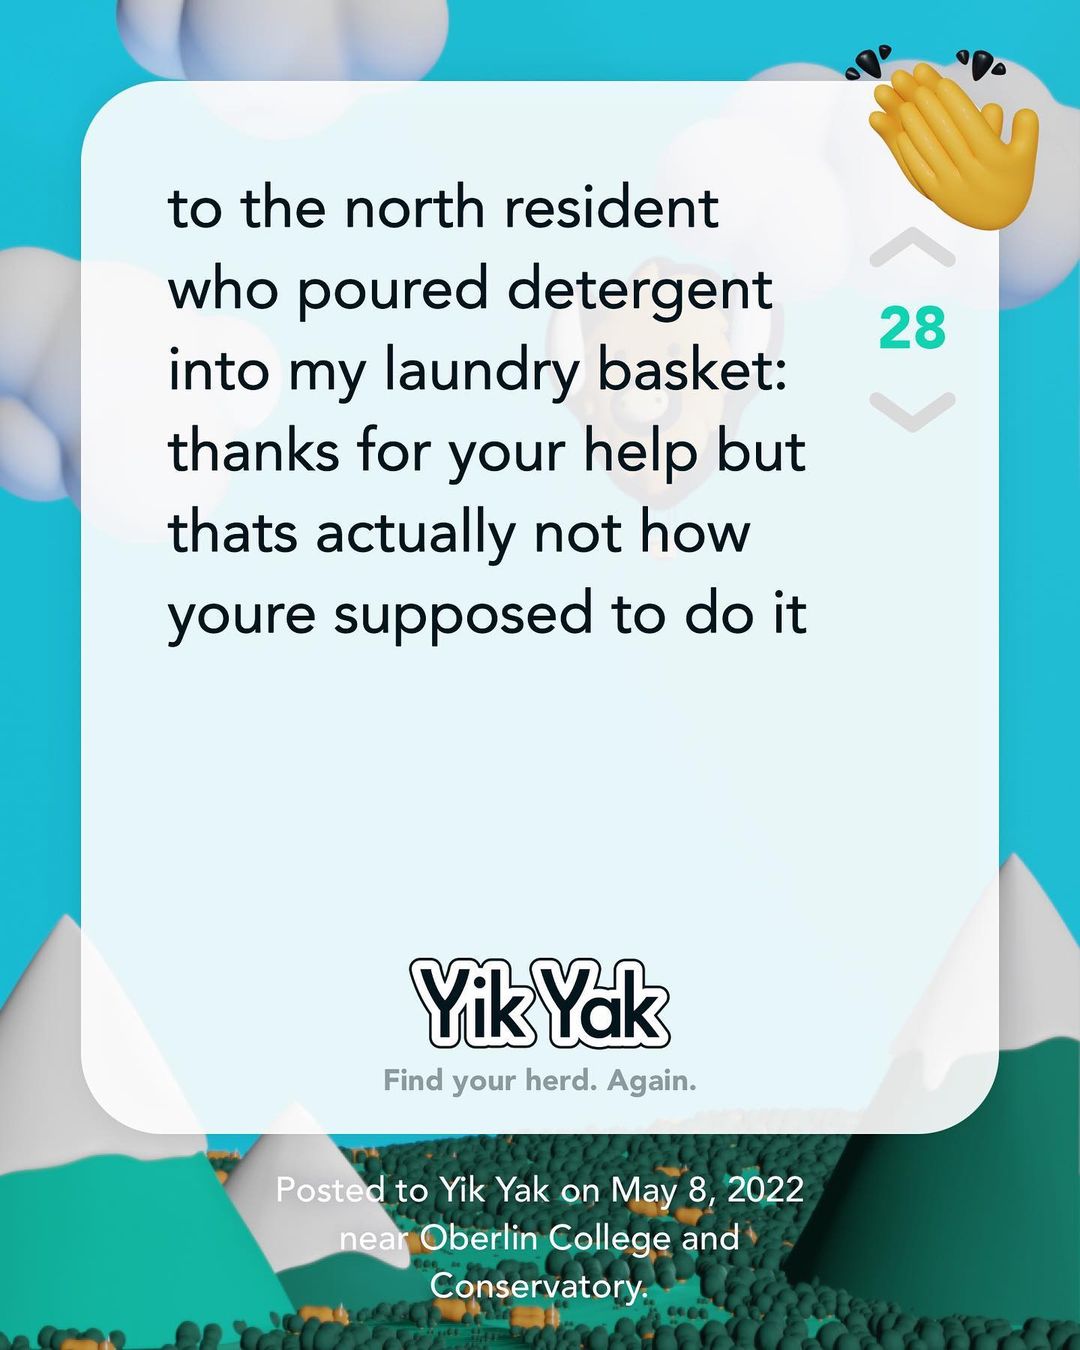 to the north resident
who poured detergent
into my laundry basket:
thanks for your help but
thats actually not how
youre supposed to do it
28
Yik Yak
Find your herd. Again.
Posted to Yik Yak on May 8, 2022
near Oberlin College and
Conservatory.